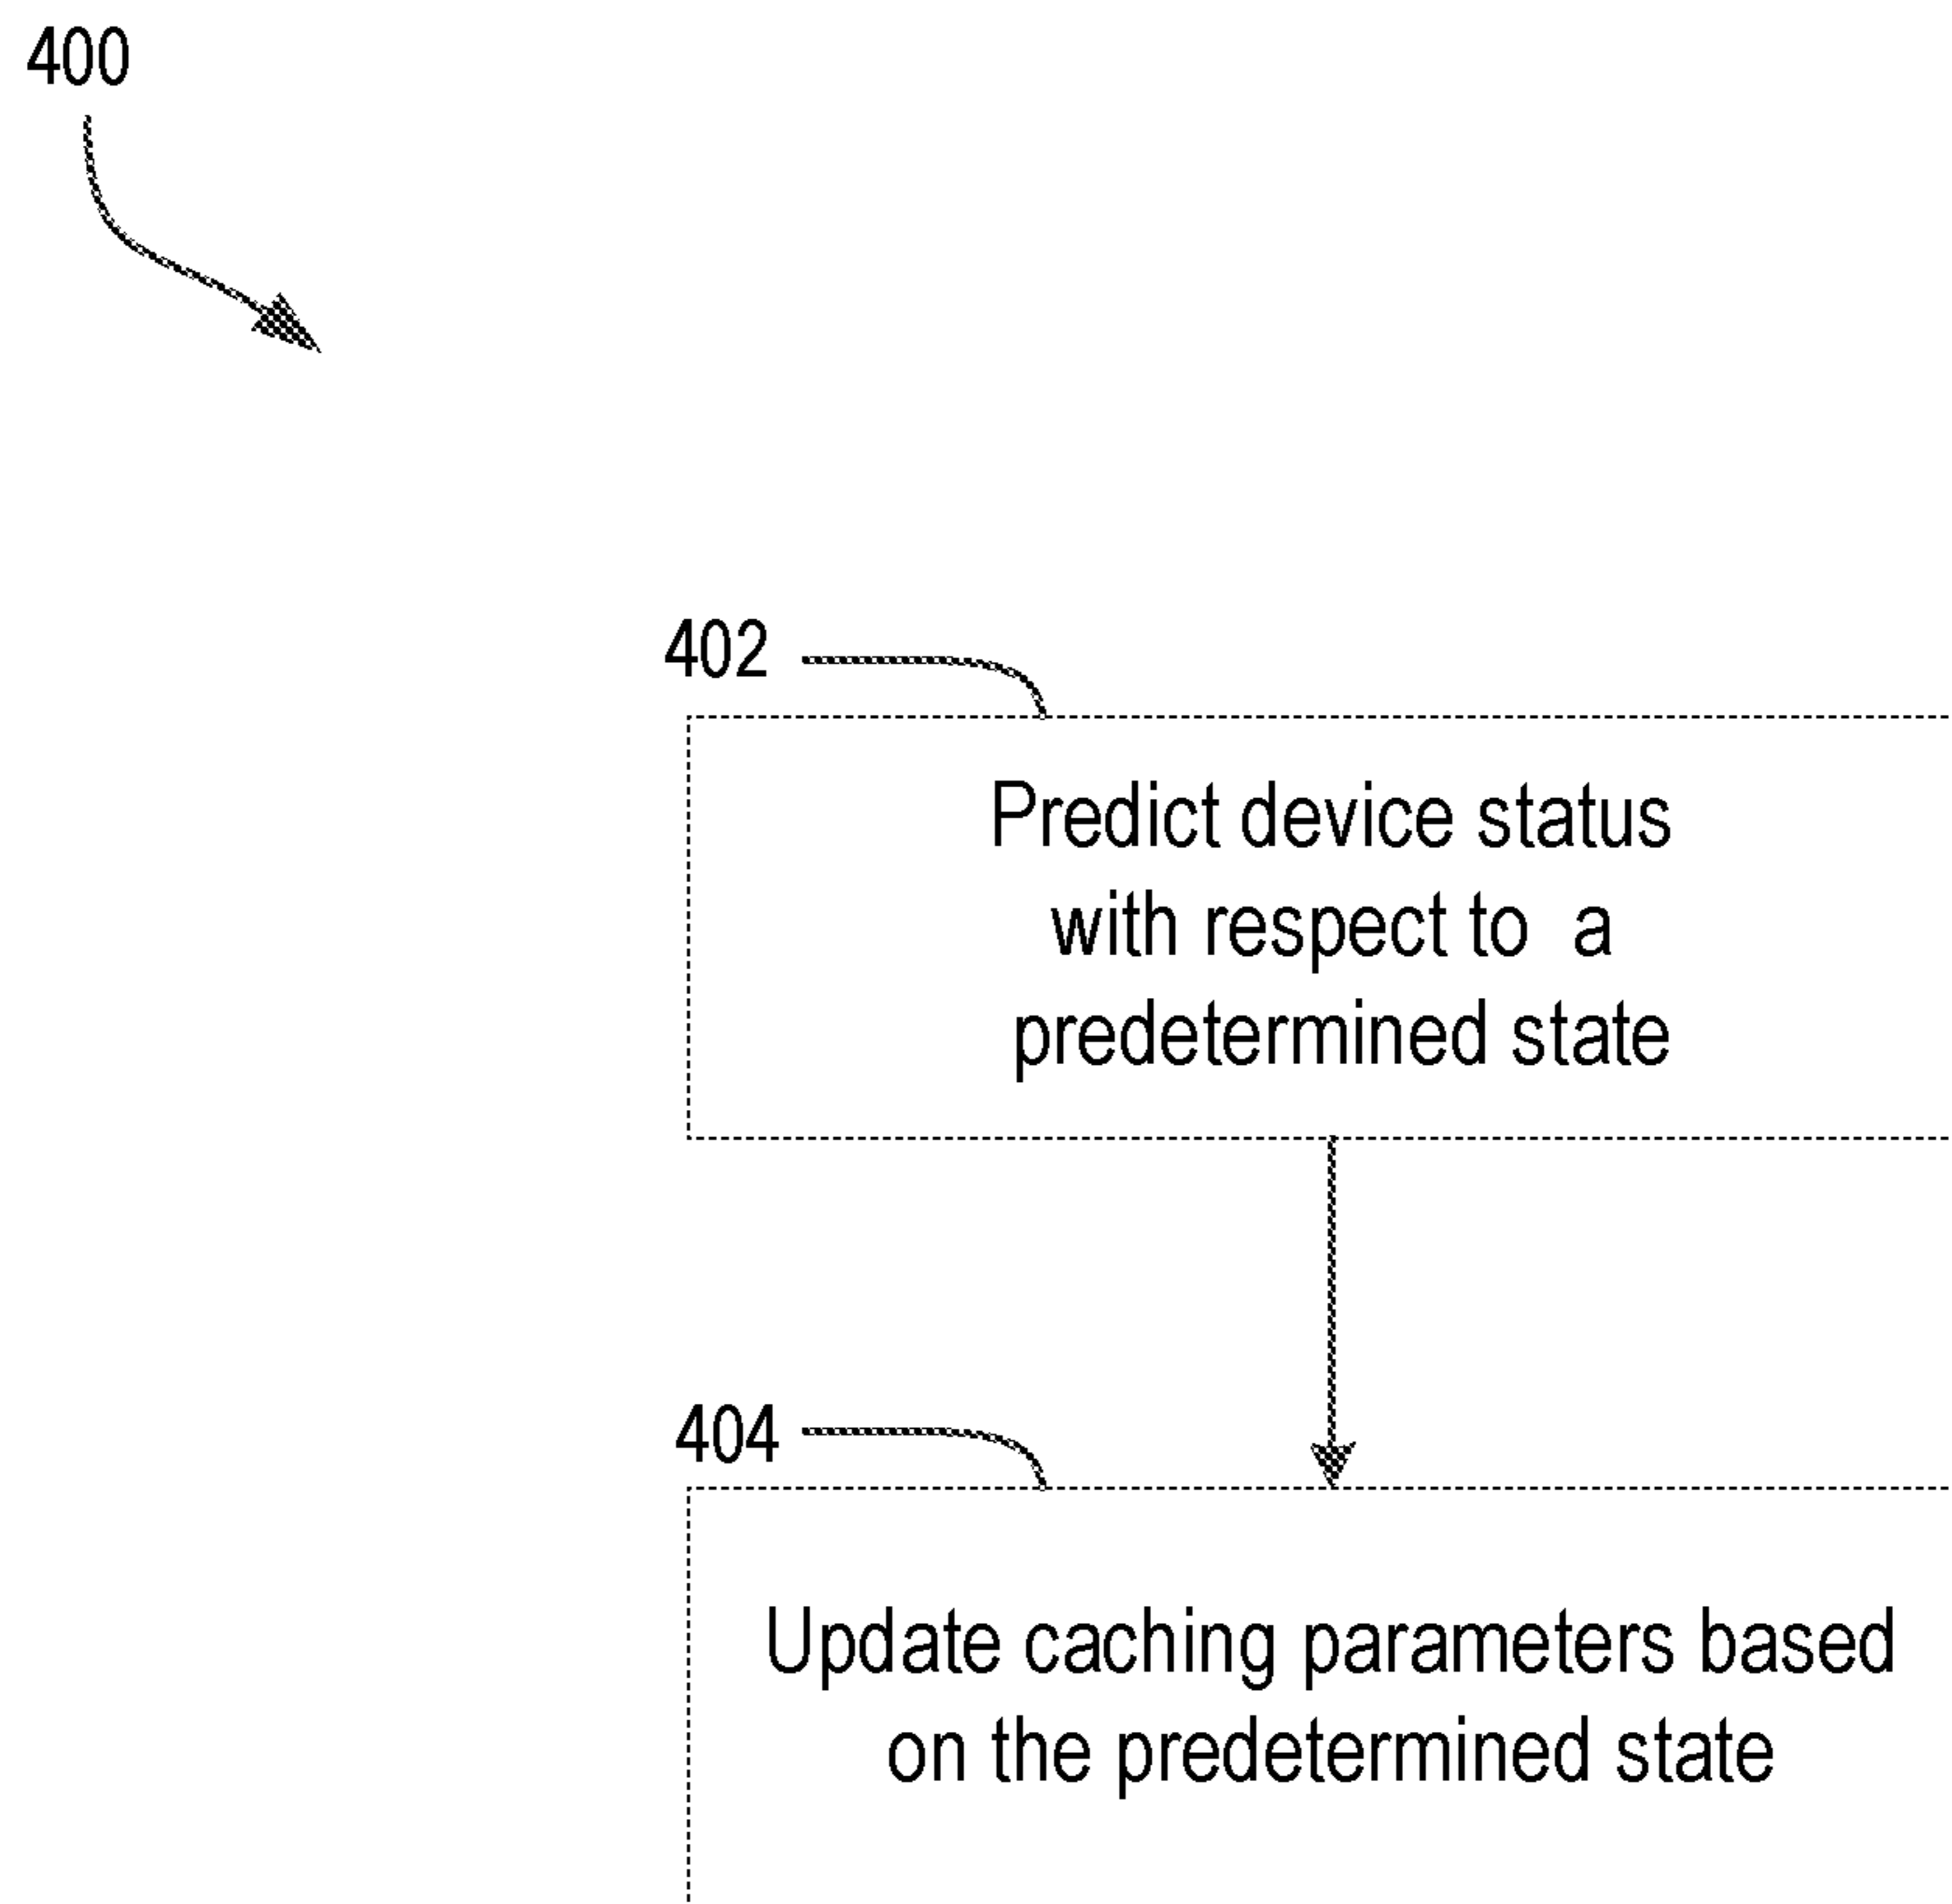 400
402
Predict device status
with respect to a
predetermined state
404
Update caching parameters based
on the predetermined state